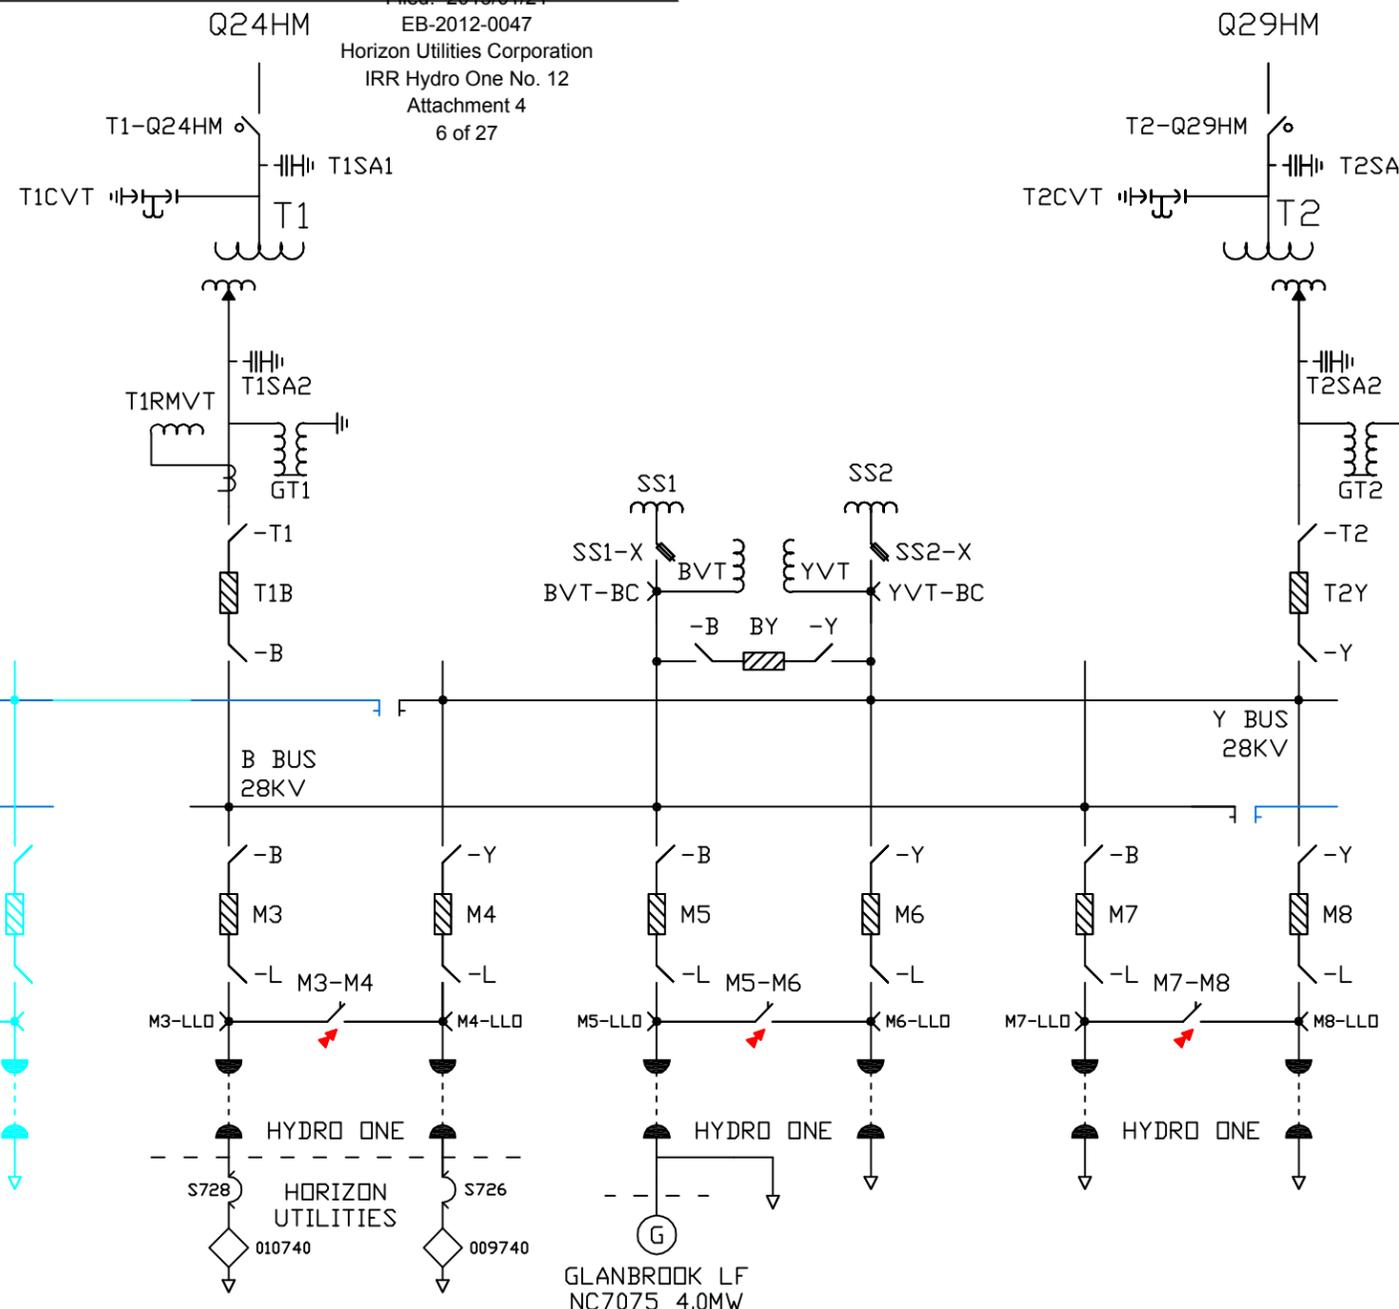 Filed: 2013/01/21
Q24HM
EB-2012-0047
Q29HM
Horizon Utilities Corporation
IRR Hydro One No. 12
Attachment 4
6 of 27
T1-Q24HM
T2-Q29HM
T1SA1
T2SA
T1CVT
T2CVT
T1
T2
T1SA2
T2SA2
T1RMVT
GT1
GT2
SS1
SS2
-T1
-T2
SS1-X
SS2-X
BVT
YVT
T1B
BVT-BC
YVT-BC
T2Y
-B
BY
-Y
-B
-Y
Y BUS
28KV
B BUS
28KV
-B
-Y
-B
-Y
-B
-Y
M3
M4
M5
M6
M7
M8
-L
-L
-L
-L
-L
-L
M3-M4
M5-M6
M7-M8
M3-LLO
M4-LLO
M5-LLO
M6-LLO
M7-LLO
M8-LLO
HYDRO ONE
HYDRO ONE
HYDRO ONE
S728
HORIZON
UTILITIES
S726
010740
009740
G
GLANBROOK LF
NC7075 4.0MW